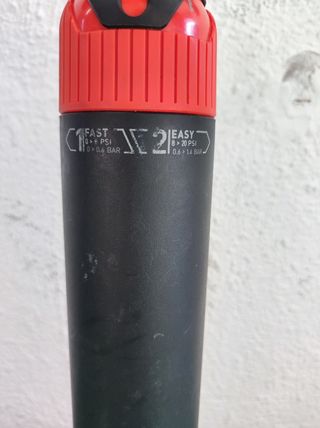 1 FAST
0 > 8 PSI
0 > 0.6 BAR
2 EASY
8 > 20 PSI
0.6 > 1.4 BAR